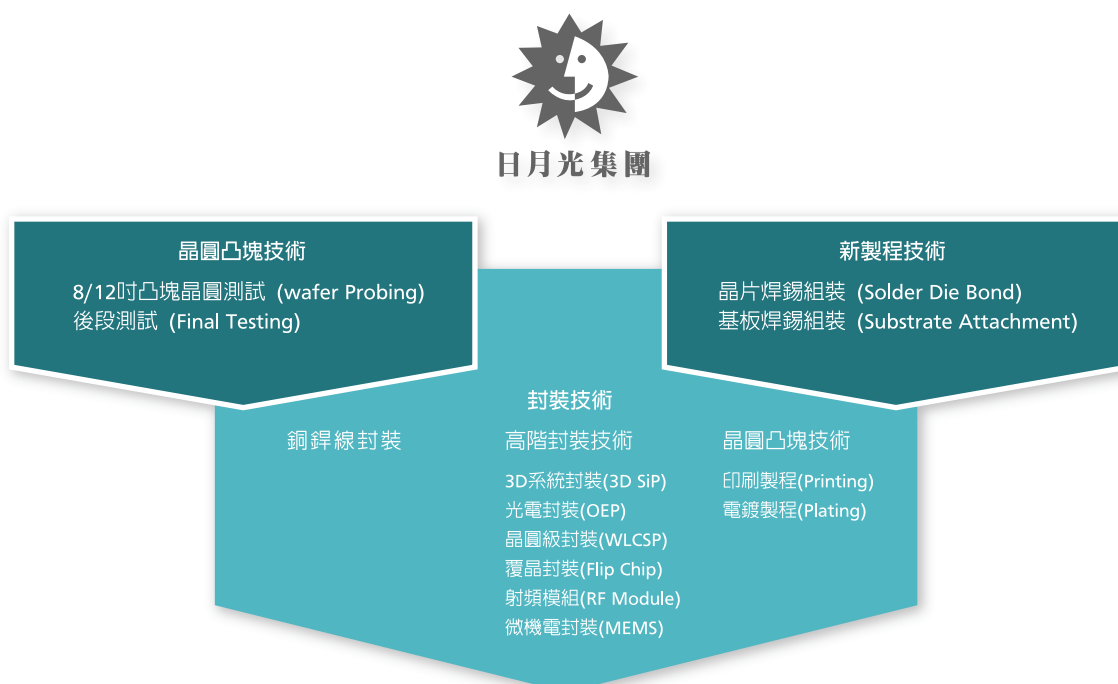 日月光集團
晶圓凸塊技術
8/12吋凸塊晶圓測試 (wafer Probing)
後段測試 (Final Testing)
新製程技術
晶片焊錫組裝 (Solder Die Bond)
基板焊錫組裝 (Substrate Attachment)
封裝技術
銅銲線封裝
高階封裝技術
3D系統封裝(3D SiP)
光電封裝(OEP)
晶圓級封裝(WLCSP)
覆晶封裝(Flip Chip)
射頻模組(RF Module)
微機電封裝(MEMS)
晶圓凸塊技術
印刷製程(Printing)
電鍍製程(Plating)